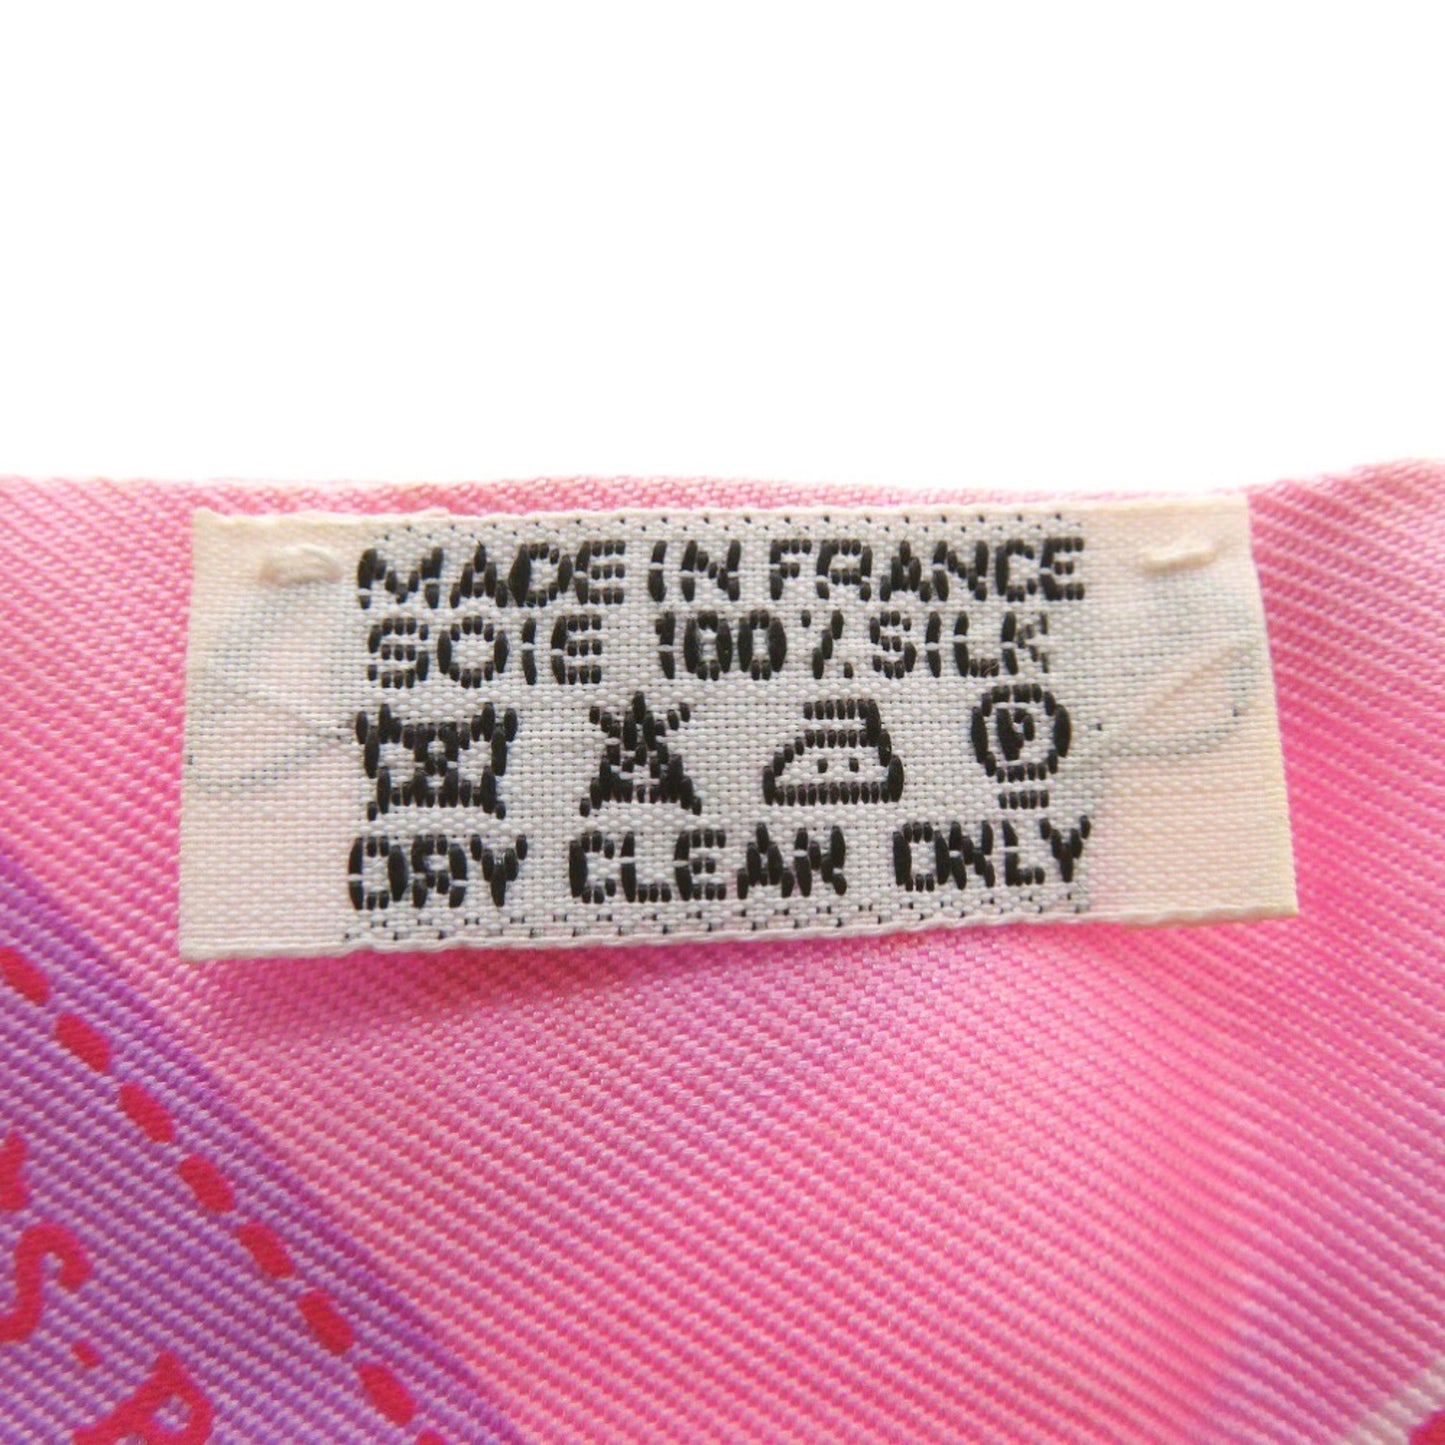 MADE IN FRANCE
SOIE 100% SILK
P
DRY CLEAN ONLY
S.P